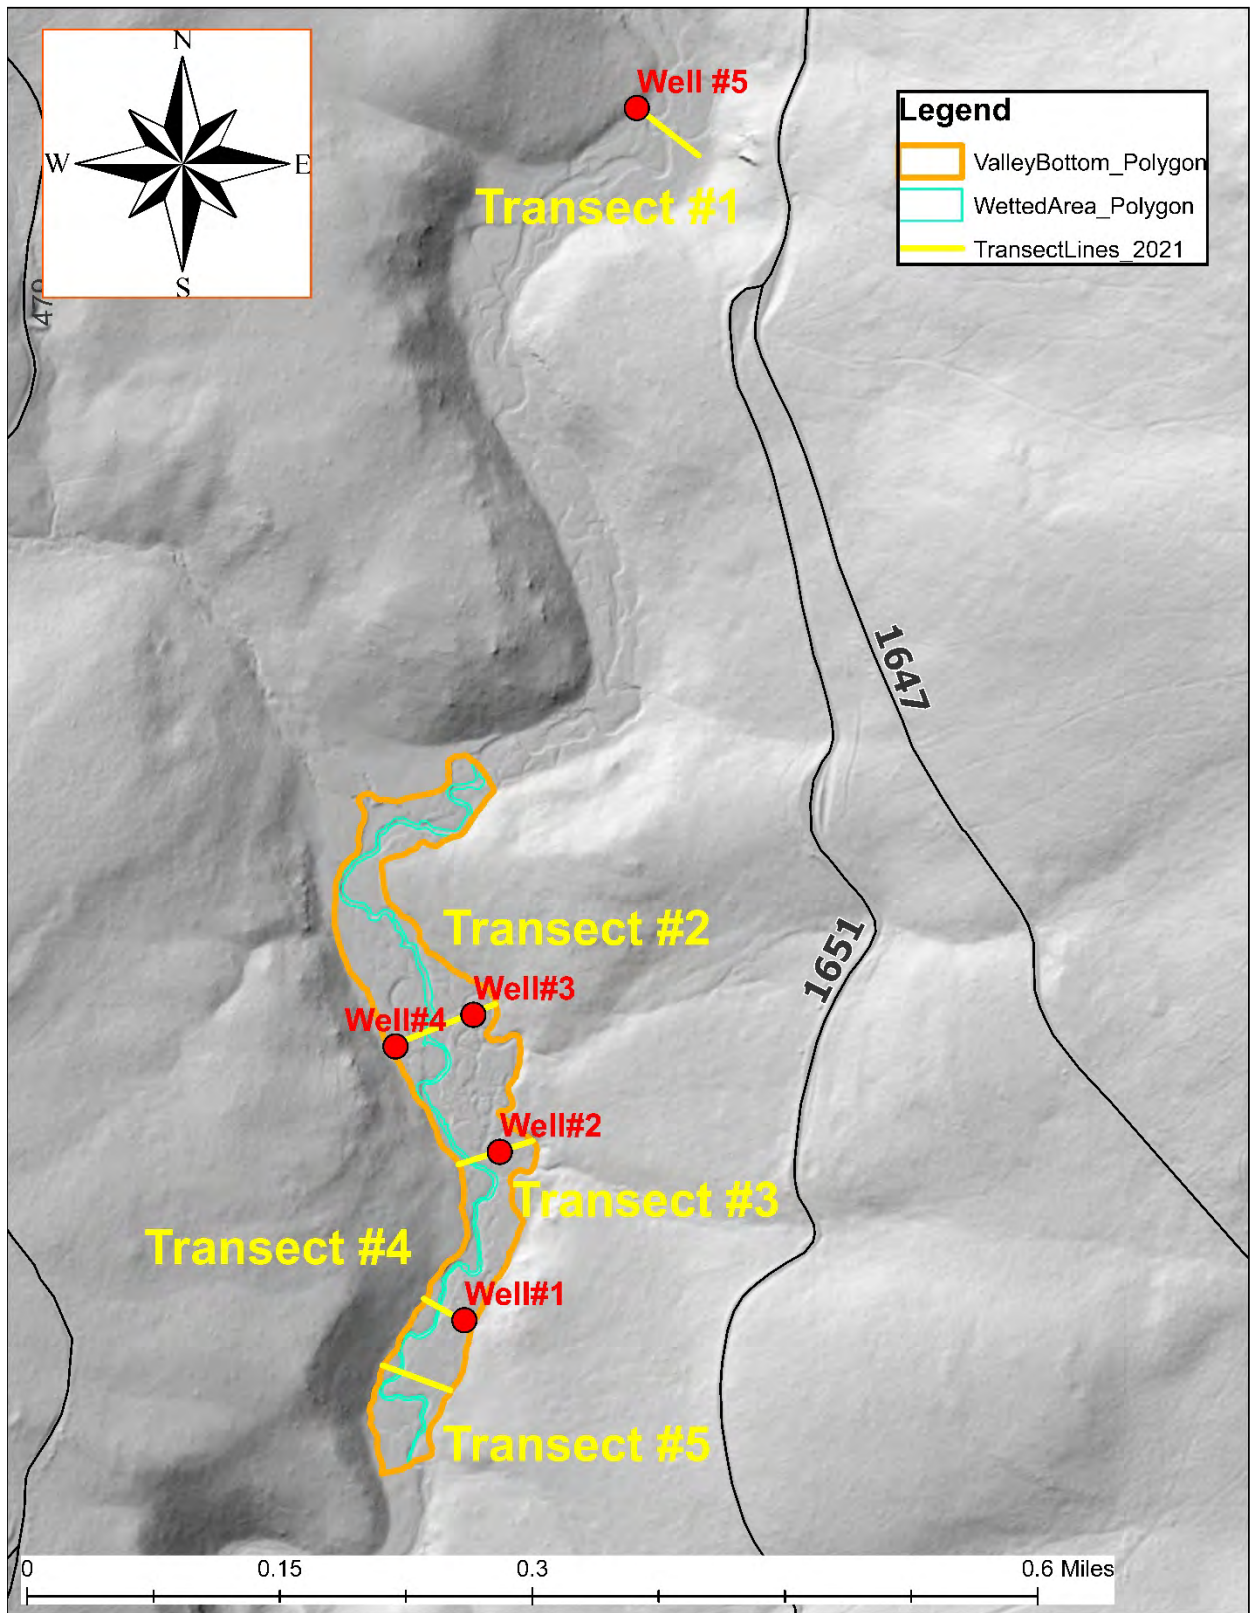 N
W
E
S
Well #5
Legend
ValleyBottom_Polygon
WettedArea_Polygon
TransectLines_2021
Transect #1
1647
1651
Transect #2
Well#3
Well#4
Well#2
Transect #3
Transect #4
Well#1
Transect #5
0
0.15
0.3
0.6 Miles